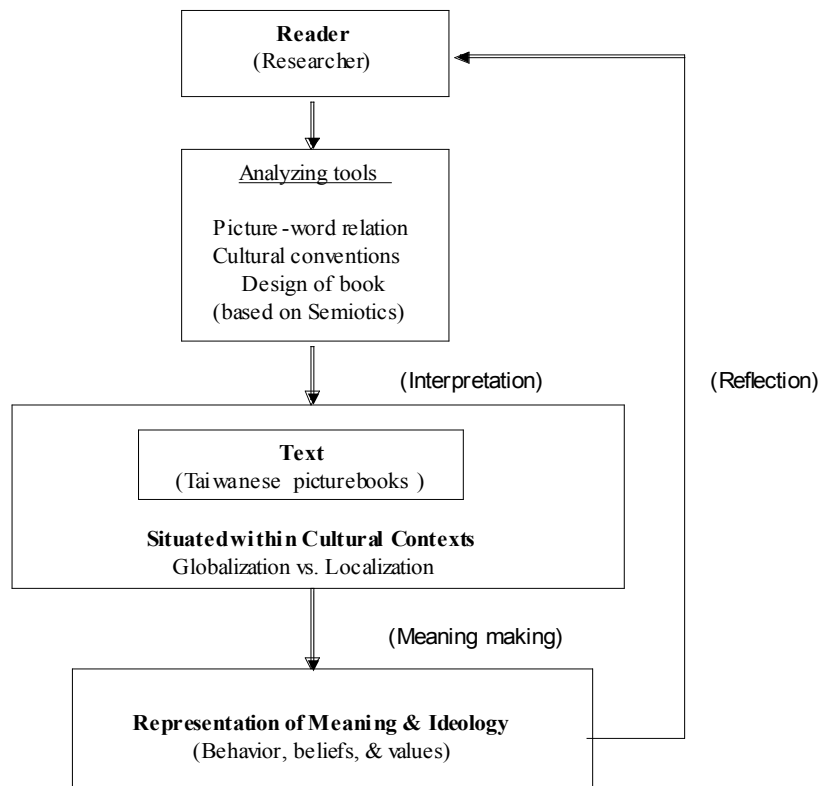 Reader
(Researcher)
Analyzing tools
Picture-word relation
Cultural conventions
Design of book
(based on Semiotics)
(Interpretation)
(Reflection)
Text
(Taiwanese picturebooks )
Situated within Cultural Contexts
Globalization vs. Localization
(Meaning making)
Representation of Meaning & Ideology
(Behavior, beliefs, & values)